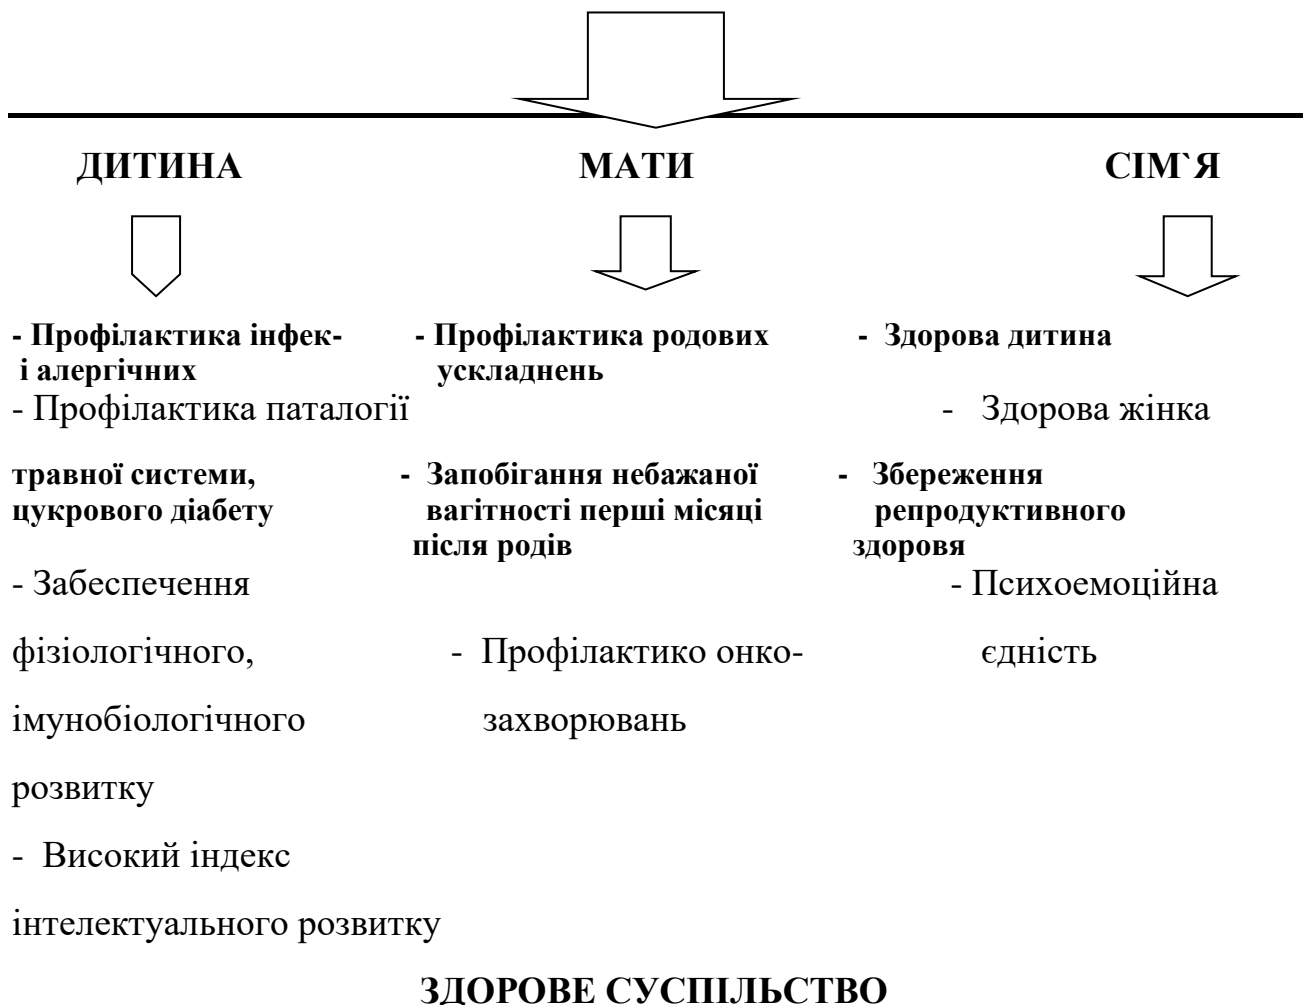 ДИТИНА МАТИ СІМ`Я
- Профілактика інфек- - Профілактика родових - Здорова дитина
і алергічних ускладнень
- Профілактика паталогії - Здорова жінка
травної системи, - Запобігання небажаної - Збереження
цукрового діабету вагітності перші місяці репродуктивного
після родів здоровя
- Забеспечення - Психоемоційна
фізіологічного, - Профілактико онко- єдність
імунобіологічного захворювань
розвитку
- Високий індекс
інтелектуального розвитку
ЗДОРОВЕ СУСПІЛЬСТВО